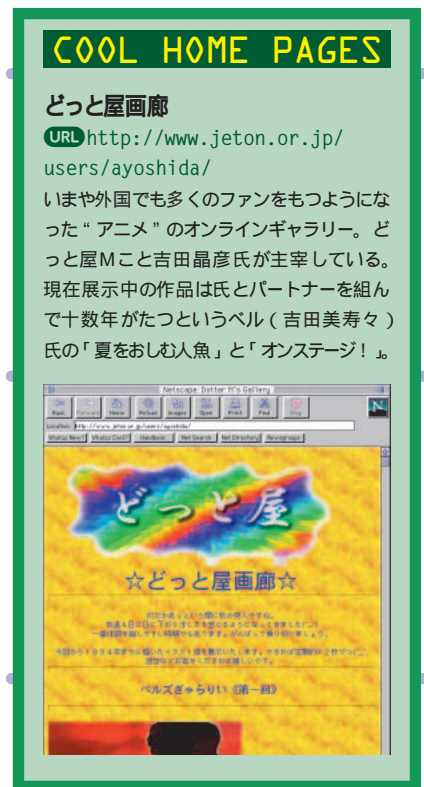 COOL HOME PAGES
どっと屋画廊
URL http://www.jeton.or.jp/
users/ayoshida/
いまや外国でも多くのファンをもつようにな
った“アニメ”のオンラインギャラリー。ど
っと屋Mこと吉田晶彦氏が主宰している。
現在展示中の作品は氏とパートナーを組ん
で十数年がたつというベル(吉田美寿々)
氏の「夏をおしむ人魚」と「オンステージ!」。
Netscape: Dotter M's Gallery
Back Forward Home Reload Images Open Print Find Stop
N
Location: http://www.jeton.or.jp/users/ayoshida/
What's New? What's Cool? Handbook Net Search Net Directory Newsgroups
どっと屋
☆どっと屋画廊☆
ベルズぎゃらりい《第一回》